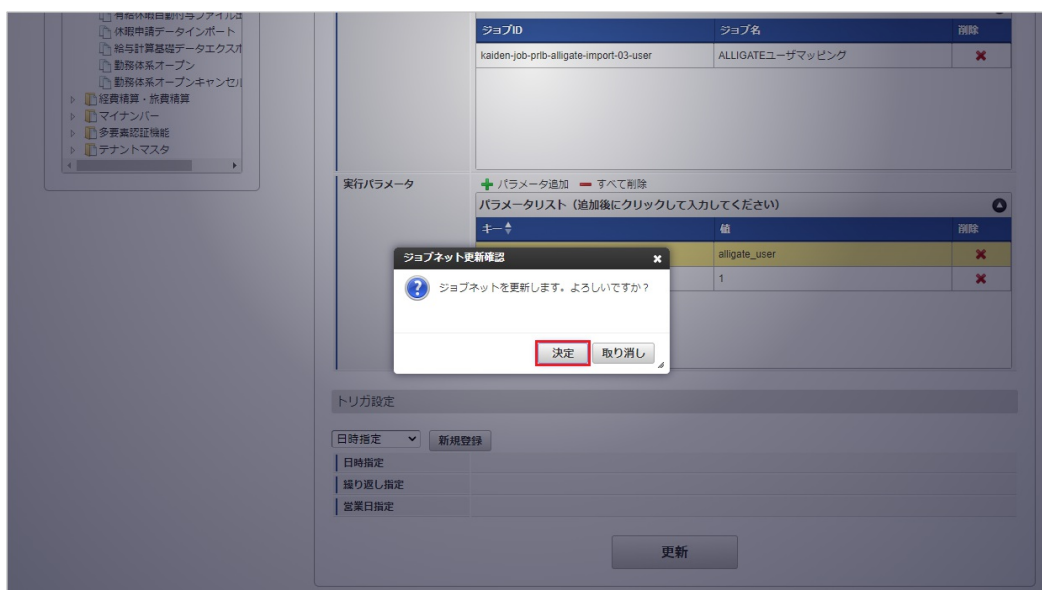 休暇申請データインポート
給与計算基礎データエクスポ
勤務体系オープン
勤務体系オープンキャンセル
経費精算・旅費精算
マイナンバー
多要素認証機能
テナントマスタ
ジョブID ジョブ名 削除
kaiden-job-prlb-alligate-import-03-user ALLIGATEユーザマッピング
実行パラメータ
パラメータ追加 すべて削除
パラメータリスト（追加後にクリックして入力してください）
キー 値 削除
alligate_user
1
ジョブネット更新確認
ジョブネットを更新します。よろしいですか？
決定 取り消し
トリガ設定
日時指定 新規登録
日時指定
繰り返し指定
営業日指定
更新